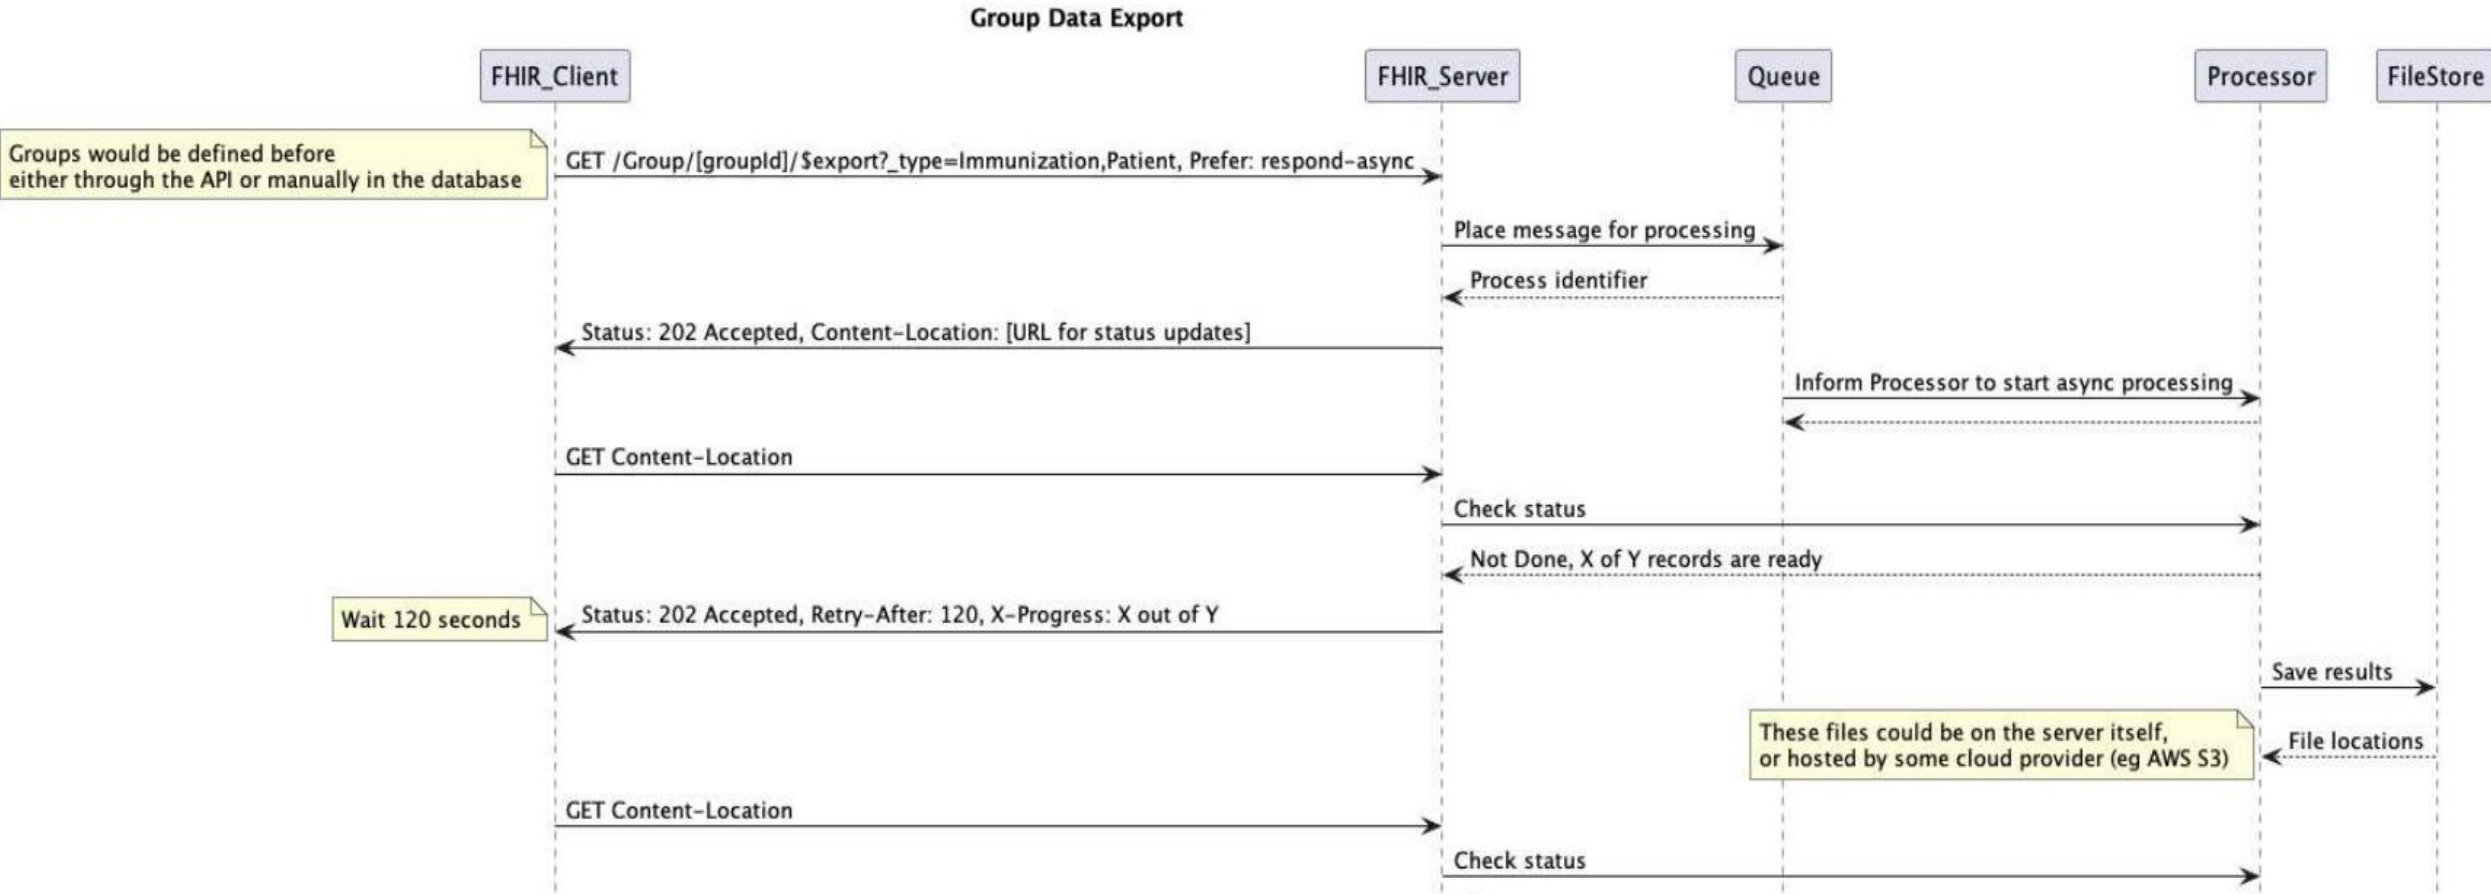 Group Data Export
FHIR_Client
FHIR_Server
Queue
Processor
FileStore
Groups would be defined before
either through the API or manually in the database
GET /Group/[groupId]/$export?_type=Immunization,Patient, Prefer: respond-async
Place message for processing
Process identifier
Status: 202 Accepted, Content-Location: [URL for status updates]
Inform Processor to start async processing
GET Content-Location
Check status
Not Done, X of Y records are ready
Wait 120 seconds
Status: 202 Accepted, Retry-After: 120, X-Progress: X out of Y
Save results
These files could be on the server itself,
or hosted by some cloud provider (eg AWS S3)
File locations
GET Content-Location
Check status